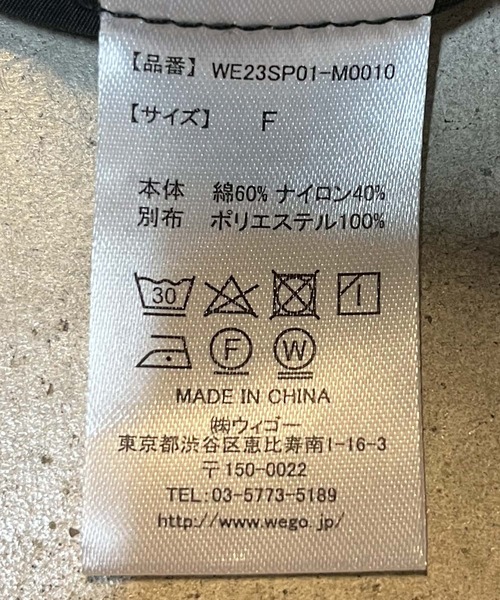 【品番】 WE23SP01-M0010
【サイズ】 F
本体 綿60% ナイロン40%
別布 ポリエステル100%
30
F W
MADE IN CHINA
㈱ウィゴー
東京都渋谷区恵比寿南1-16-3
〒150-0022
TEL:03-5773-5189
http://www.wego.jp/